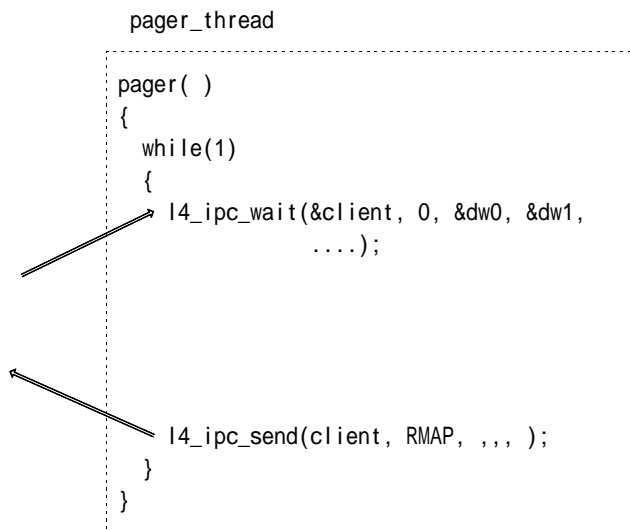 pager_thread
pager( )
{
while(1)
{
l4_ipc_wait(&client, 0, &dw0, &dw1,
....);
l4_ipc_send(client, RMAP, ,,, );
}
}